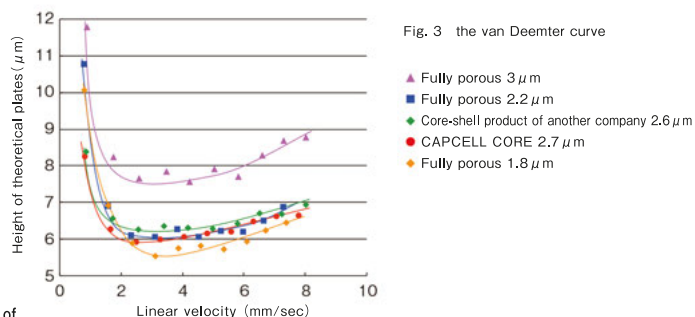 Fig. 3 the van Deemter curve
Height of theoretical plates (μm)
12
11
10
9
8
7
6
5
0
2
4
6
8
10
Linear velocity (mm/sec)
Fully porous 3 μm
Fully porous 2.2 μm
Core-shell product of another company 2.6 μm
CAPCELL CORE 2.7 μm
Fully porous 1.8 μm
of